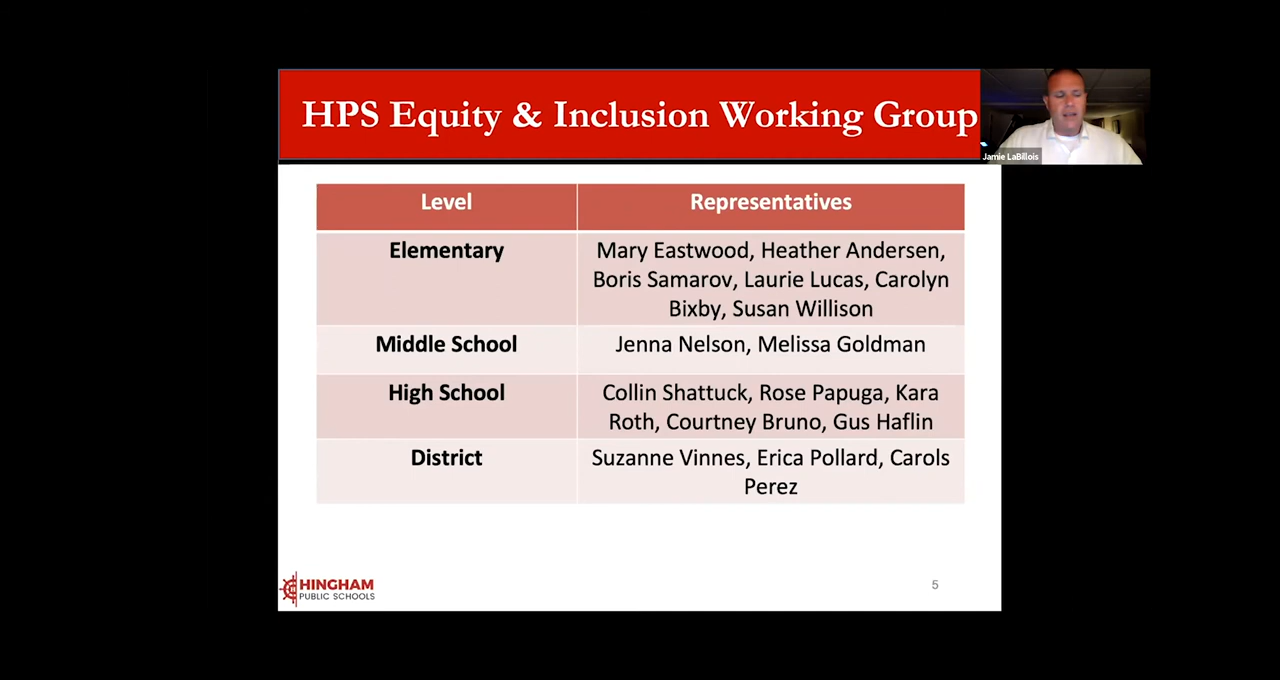 HPS Equity & Inclusion Working Group
Jamie LaBillois
Level
Representatives
Elementary
Mary Eastwood, Heather Andersen,
Boris Samarov, Laurie Lucas, Carolyn
Bixby, Susan Willison
Middle School
Jenna Nelson, Melissa Goldman
High School
Collin Shattuck, Rose Papuga, Kara
Roth, Courtney Bruno, Gus Haflin
District
Suzanne Vinnes, Erica Pollard, Carols
Perez
HINGHAM
PUBLIC SCHOOLS
5